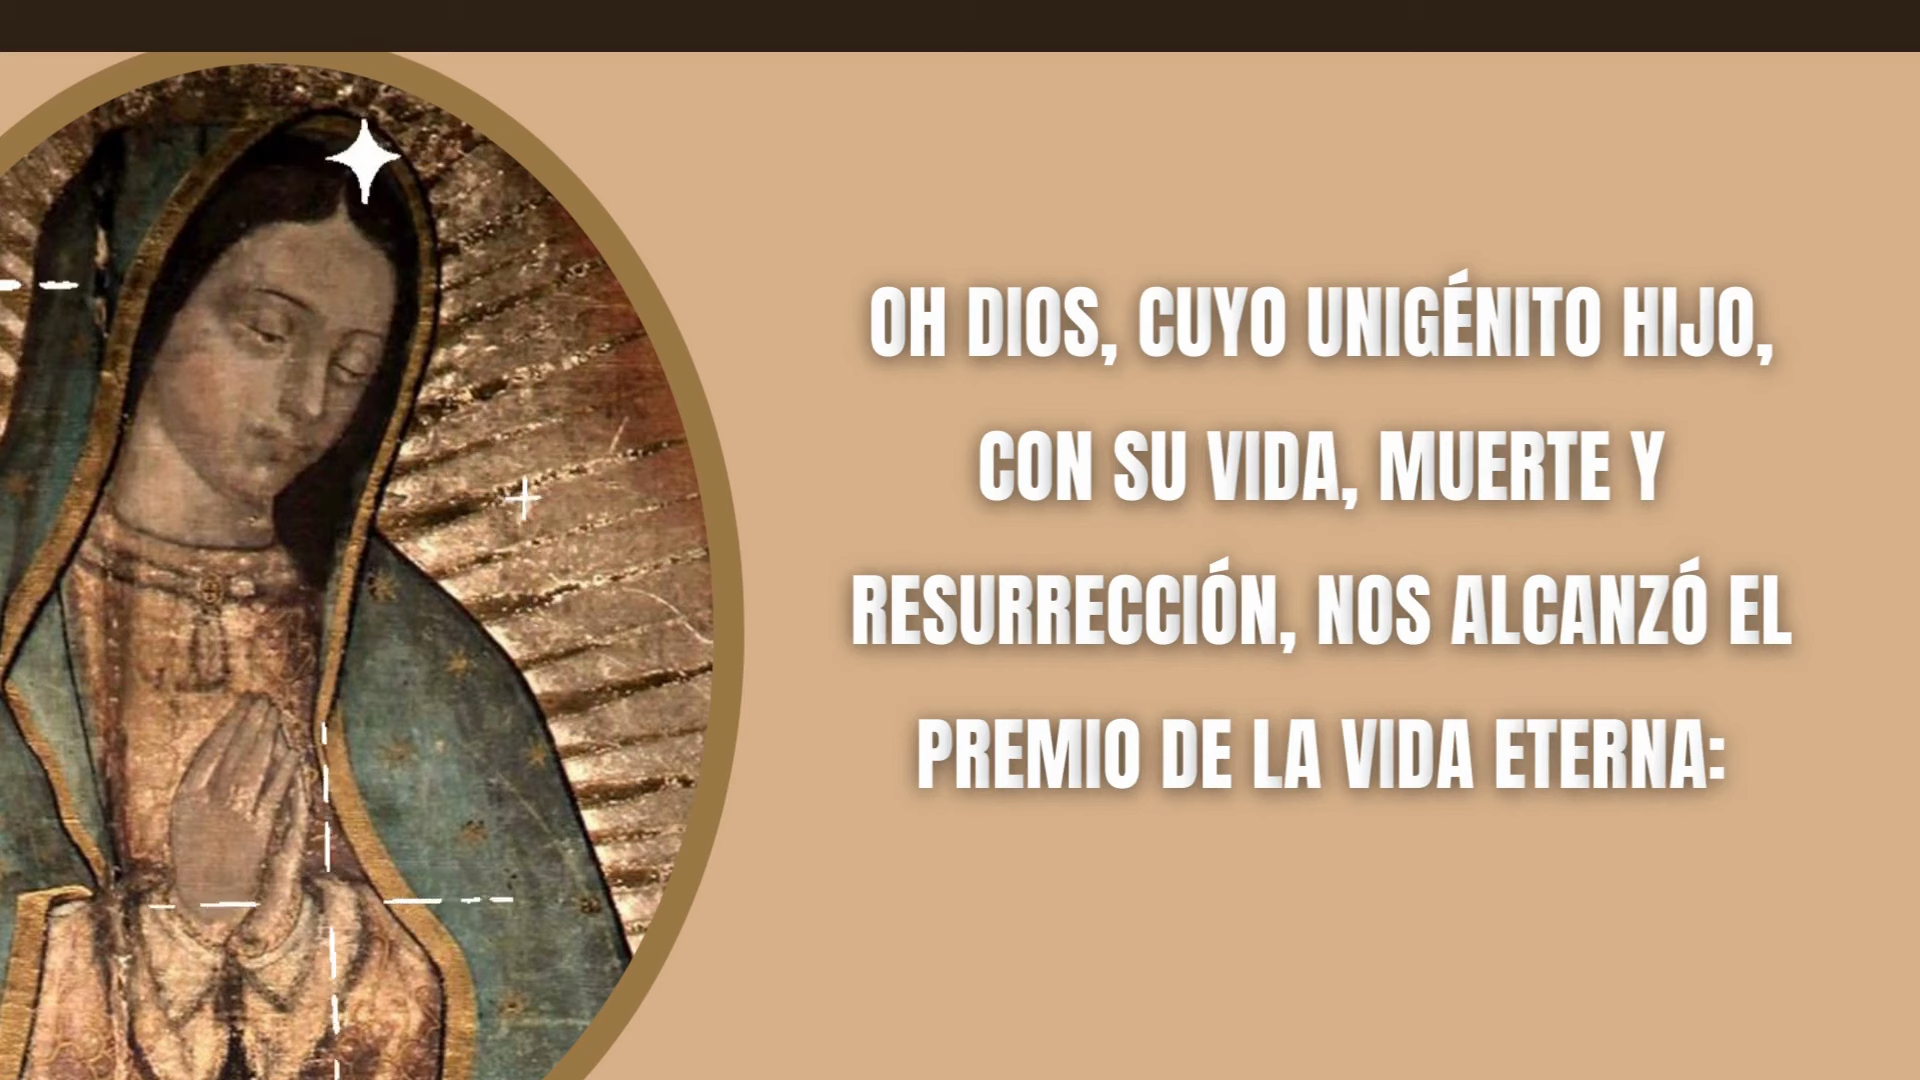 OH DIOS, CUYO UNIGÉNITO HIJO,
CON SU VIDA, MUERTE Y
RESURRECCIÓN, NOS ALCANZÓ EL
PREMIO DE LA VIDA ETERNA: